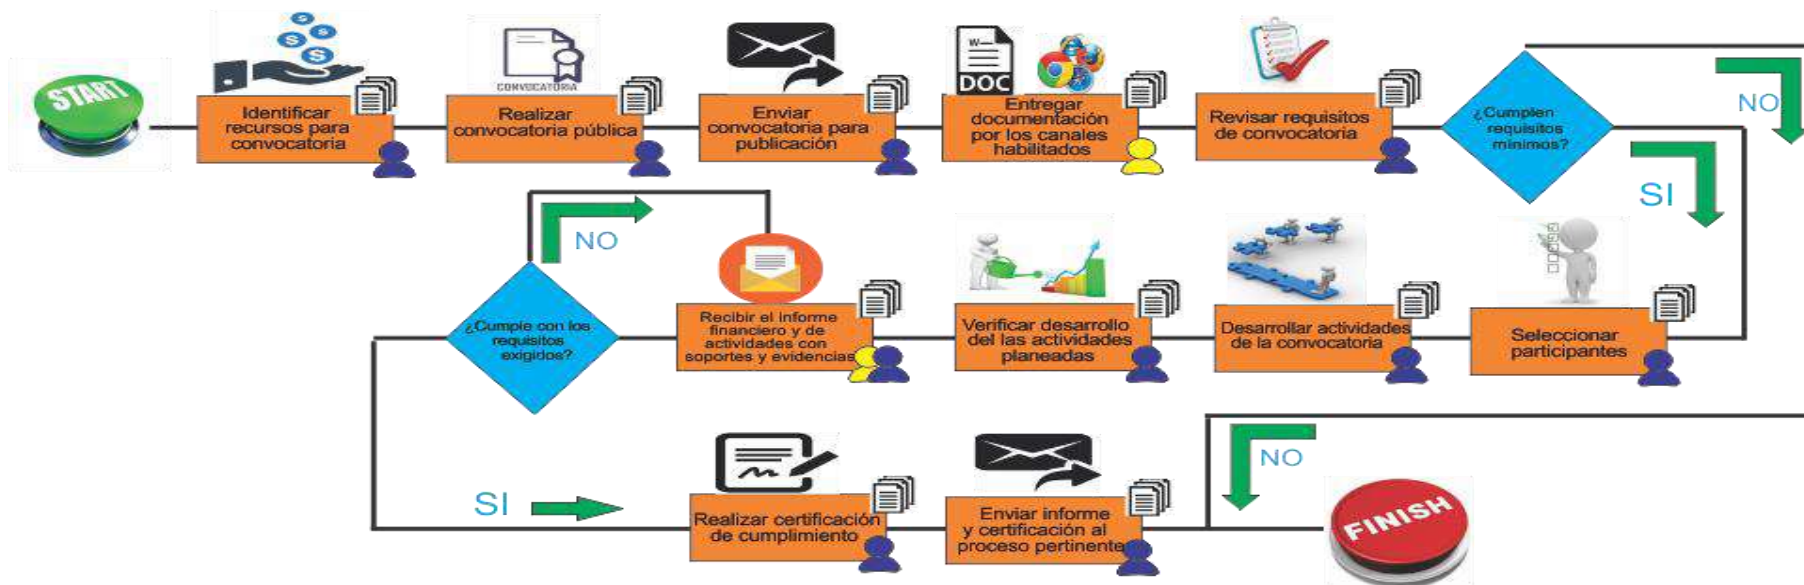 START
Identificar
recursos para
convocatoria
CONVOCATORIA
Realizar
convocatoria pública
Enviar
convocatoria para
publicación
W
DOC
Entregar
documentación
por los canales
habilitados
Revisar requisitos
de convocatoria
¿Cumplen
requisitos
mínimos?
NO
SI
NO
¿Cumple con los
requisitos
exigidos?
Recibir el informe
financiero y de
actividades con
soportes y evidencias
Verificar desarrollo
del las actividades
planeadas
Desarrollar actividades
de la convocatoria
Seleccionar
participantes
SI
Realizar certificación
de cumplimiento
Enviar informe
y certificación al
proceso pertinente
NO
FINISH